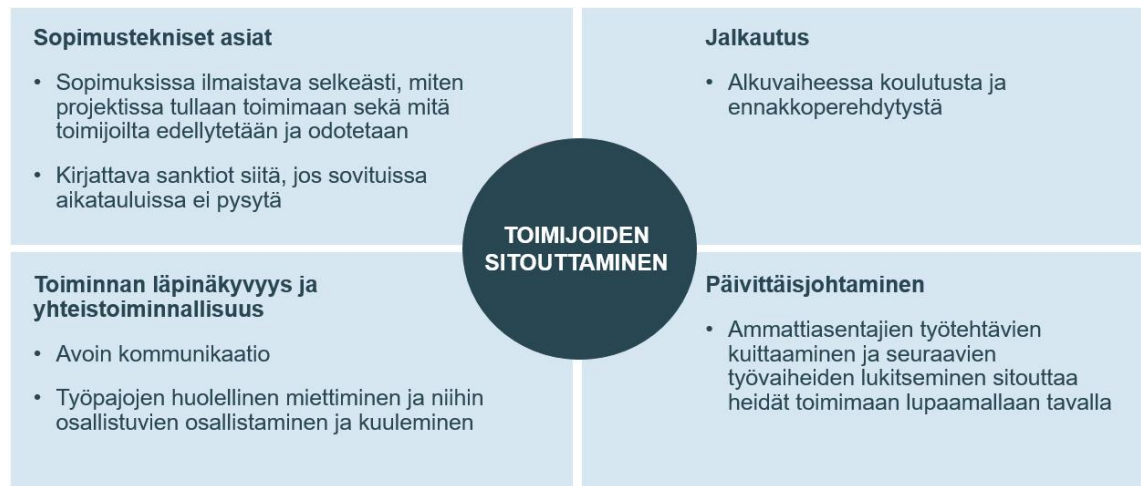 Sopimustekniset asiat
• Sopimuksissa ilmaistava selkeästi, miten
projektissa tullaan toimimaan sekä mitä
toimijoilta edellytetään ja odotetaan
• Kirjattava sanktiot siitä, jos sovituissa
aikatauluissa ei pysytä
Jalkautus
• Alkuvaiheessa koulutusta ja
ennakkoperehdytystä
TOIMIJOIDEN
SITOUTTAMINEN
Toiminnan läpinäkyvyys ja
yhteistoiminnallisuus
• Avoin kommunikaatio
• Työpajojen huolellinen miettiminen ja niihin
osallistuvien osallistaminen ja kuuleminen
Päivittäisjohtaminen
• Ammattiasentajien työtehtävien
kuittaaminen ja seuraavien
työvaiheiden lukitseminen sitouttaa
heidät toimimaan lupaamallaan tavalla